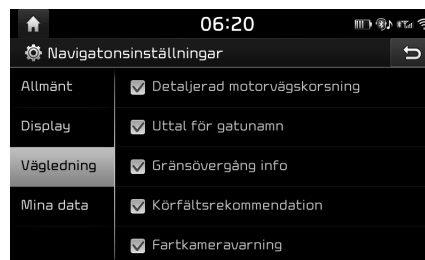 06:20
Navigatonsinställningar
Allmänt
Detaljerad motorvägskorsning
Display
Uttal för gatunamn
Vägledning
Gränsövergång info
Mina data
Körfältsrekommendation
Fartkameravarning